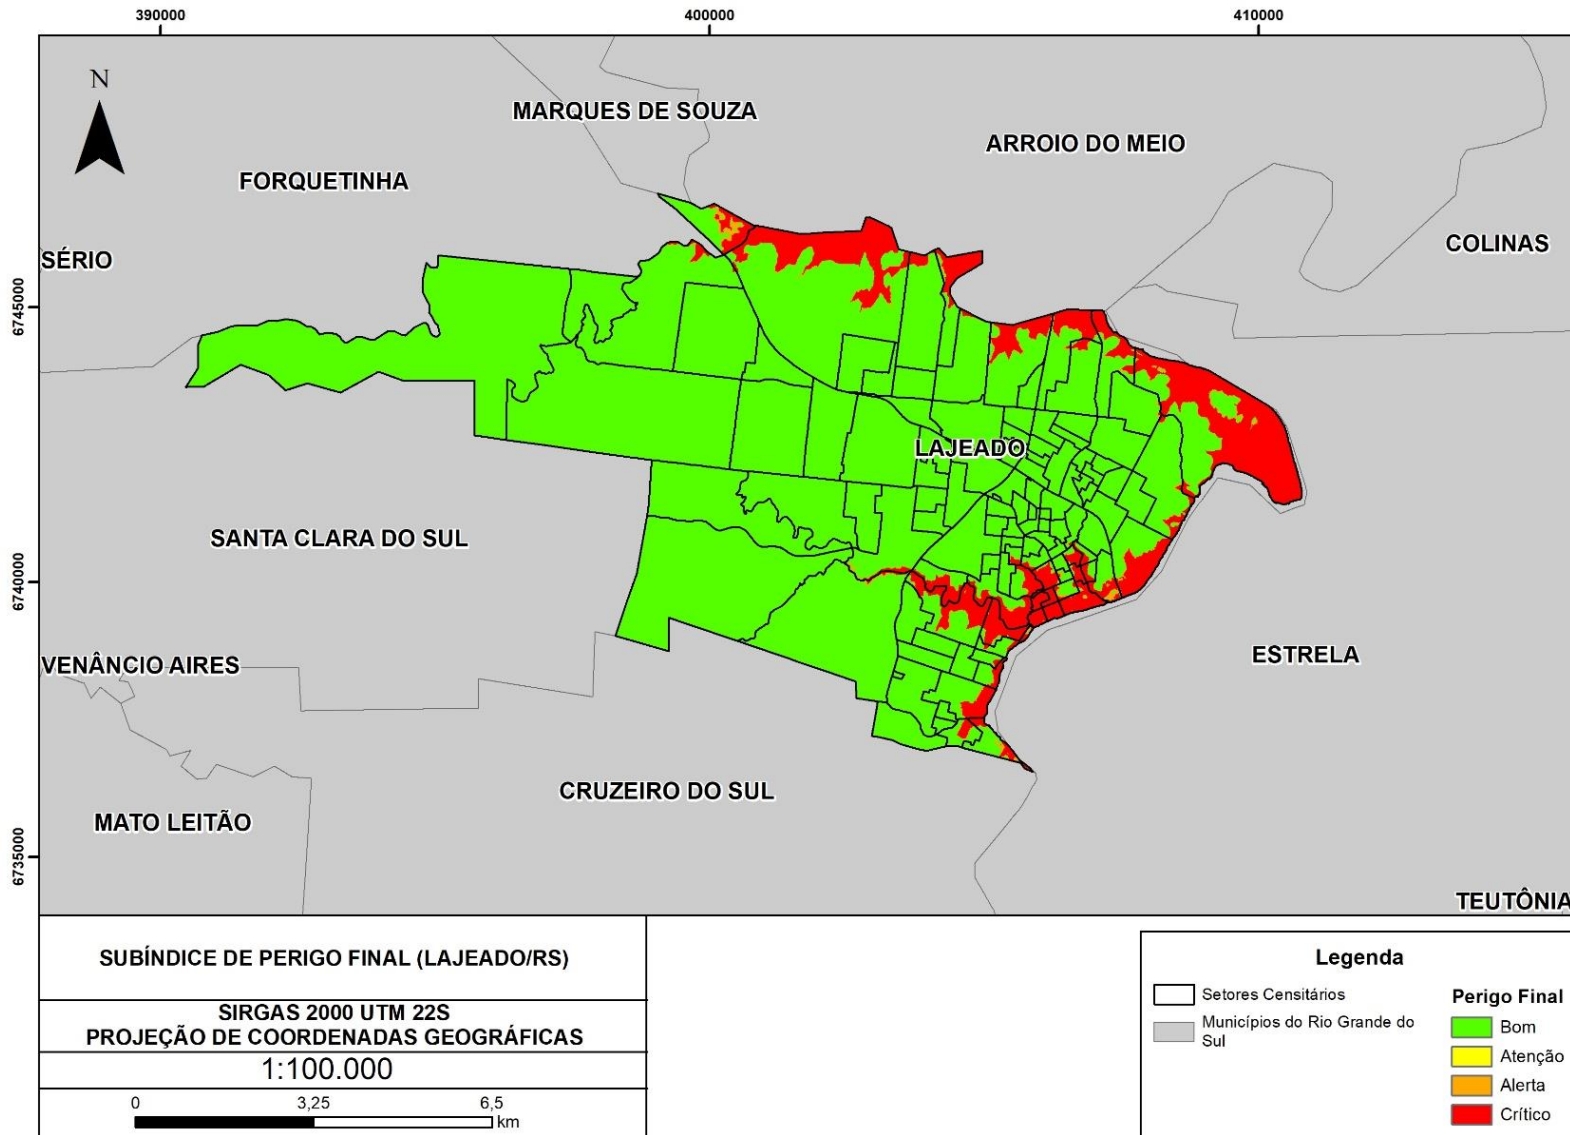 390000
400000
410000
N
MARQUES DE SOUZA
ARROIO DO MEIO
FORQUETINHA
COLINAS
SÉRIO
6745000
LAJEADO
SANTA CLARA DO SUL
6740000
ESTRELA
VENÂNCIO AIRES
CRUZEIRO DO SUL
MATO LEITÃO
6735000
TEUTÔNIA
SUBÍNDICE DE PERIGO FINAL (LAJEADO/RS)
SIRGAS 2000 UTM 22S
PROJEÇÃO DE COORDENADAS GEOGRÁFICAS
1:100.000
0 3,25 6,5
km
Legenda
Setores Censitários
Municípios do Rio Grande do
Sul
Perigo Final
Bom
Atenção
Alerta
Crítico